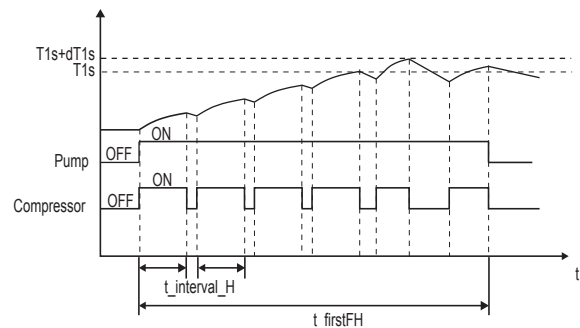 T1s+dT1s
T1s
ON
Pump
OFF
ON
Compressor
OFF
t
t_interval_H
t_firstFH